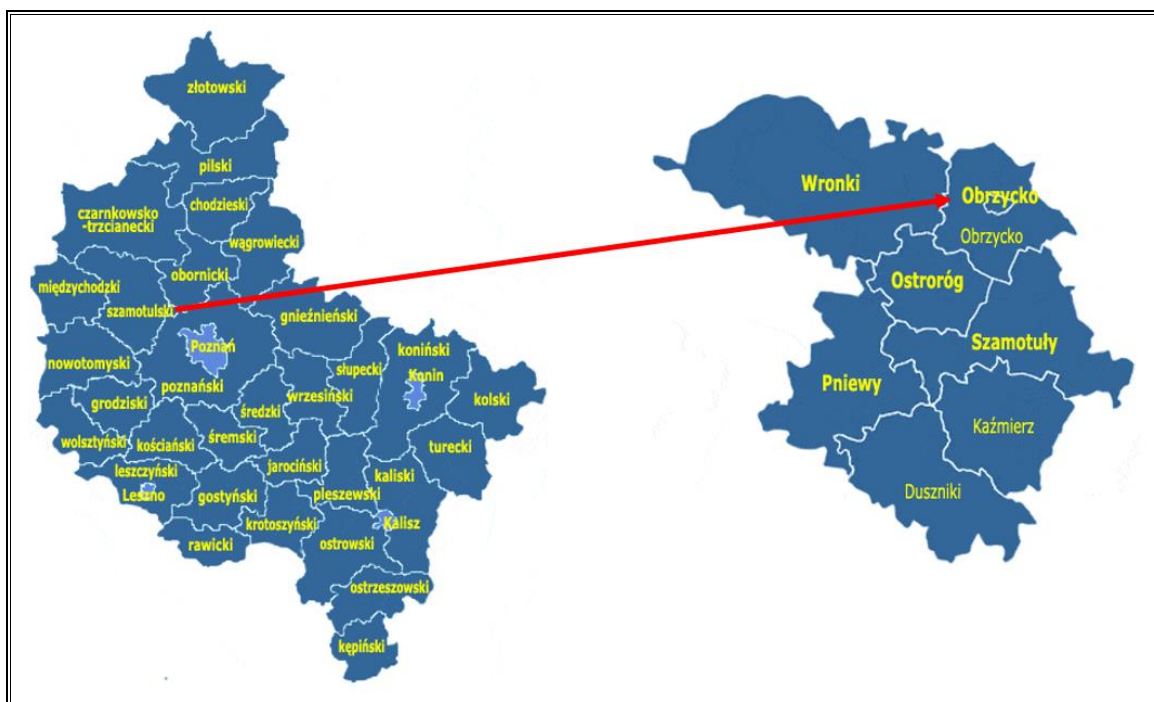 złotowski
pilski
chodzieski
czarnkowsko
-trzcianecki
wągrowiecki
obornicki
międzychodzki
szamotulski
gnieźnieński
Poznań
nowotomyski
poznański
słupecki
koniński
Konin
grodziski
średzki
wrzesiński
kolski
wolsztyński
kościański
śremski
turecki
leszczyński
Leszno
jarociński
kaliski
gostyński
pleszewski
krotoszyński
Kalisz
rawicki
ostrowski
ostrzeszowski
kępiński
Wronki
Obrzycko
Obrzycko
Ostroróg
Szamotuły
Pniewy
Kaźmierz
Duszniki